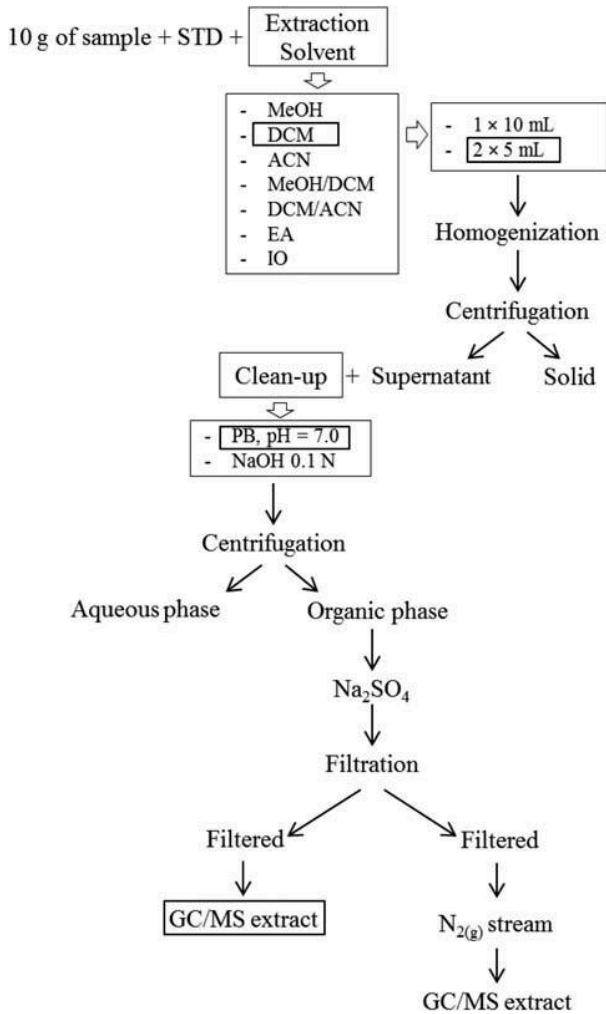 10 g of sample + STD + Extraction
Solvent
- MeOH
- DCM
- ACN
- MeOH/DCM
- DCM/ACN
- EA
- IO
- 1 × 10 mL
- 2 × 5 mL
Homogenization
Centrifugation
Clean-up + Supernatant Solid
- PB, pH = 7.0
- NaOH 0.1 N
Centrifugation
Aqueous phase Organic phase
Na₂SO₄
Filtration
Filtered Filtered
GC/MS extract N₂(g) stream
GC/MS extract